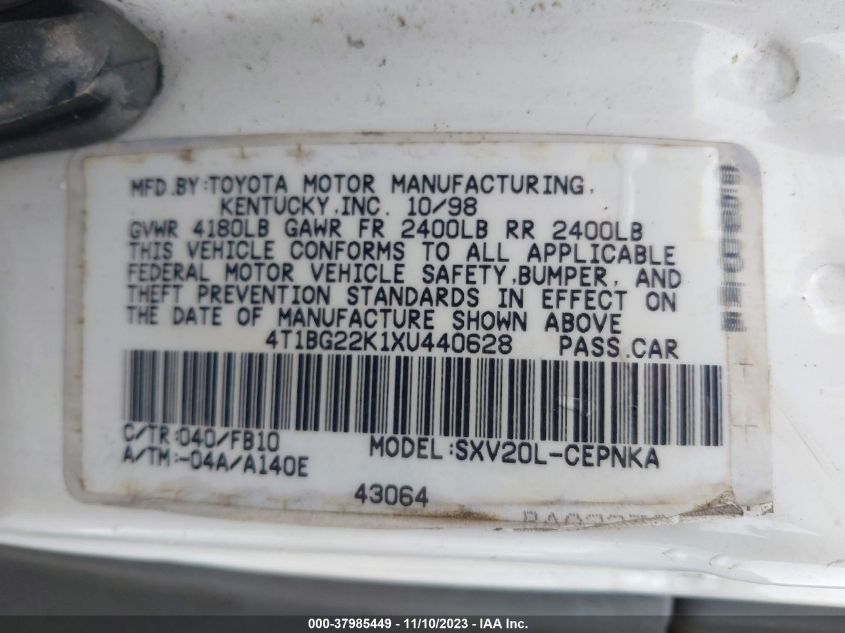 MFD.BY:TOYOTA MOTOR MANUFACTURING,
KENTUCKY,INC. 10/98
GVWR 4180LB GAWR FR 2400LB RR 2400LB
THIS VEHICLE CONFORMS TO ALL APPLICABLE
FEDERAL MOTOR VEHICLE SAFETY,BUMPER, AND
THEFT PREVENTION STANDARDS IN EFFECT ON
THE DATE OF MANUFACTURE SHOWN ABOVE
4T1BG22K1XU440628 PASS.CAR
C/TR:040/FB10
A/TM:-04A/A140E
MODEL:SXV20L-CEPNKA
43064
000-37985449 - 11/10/2023 - IAA Inc.